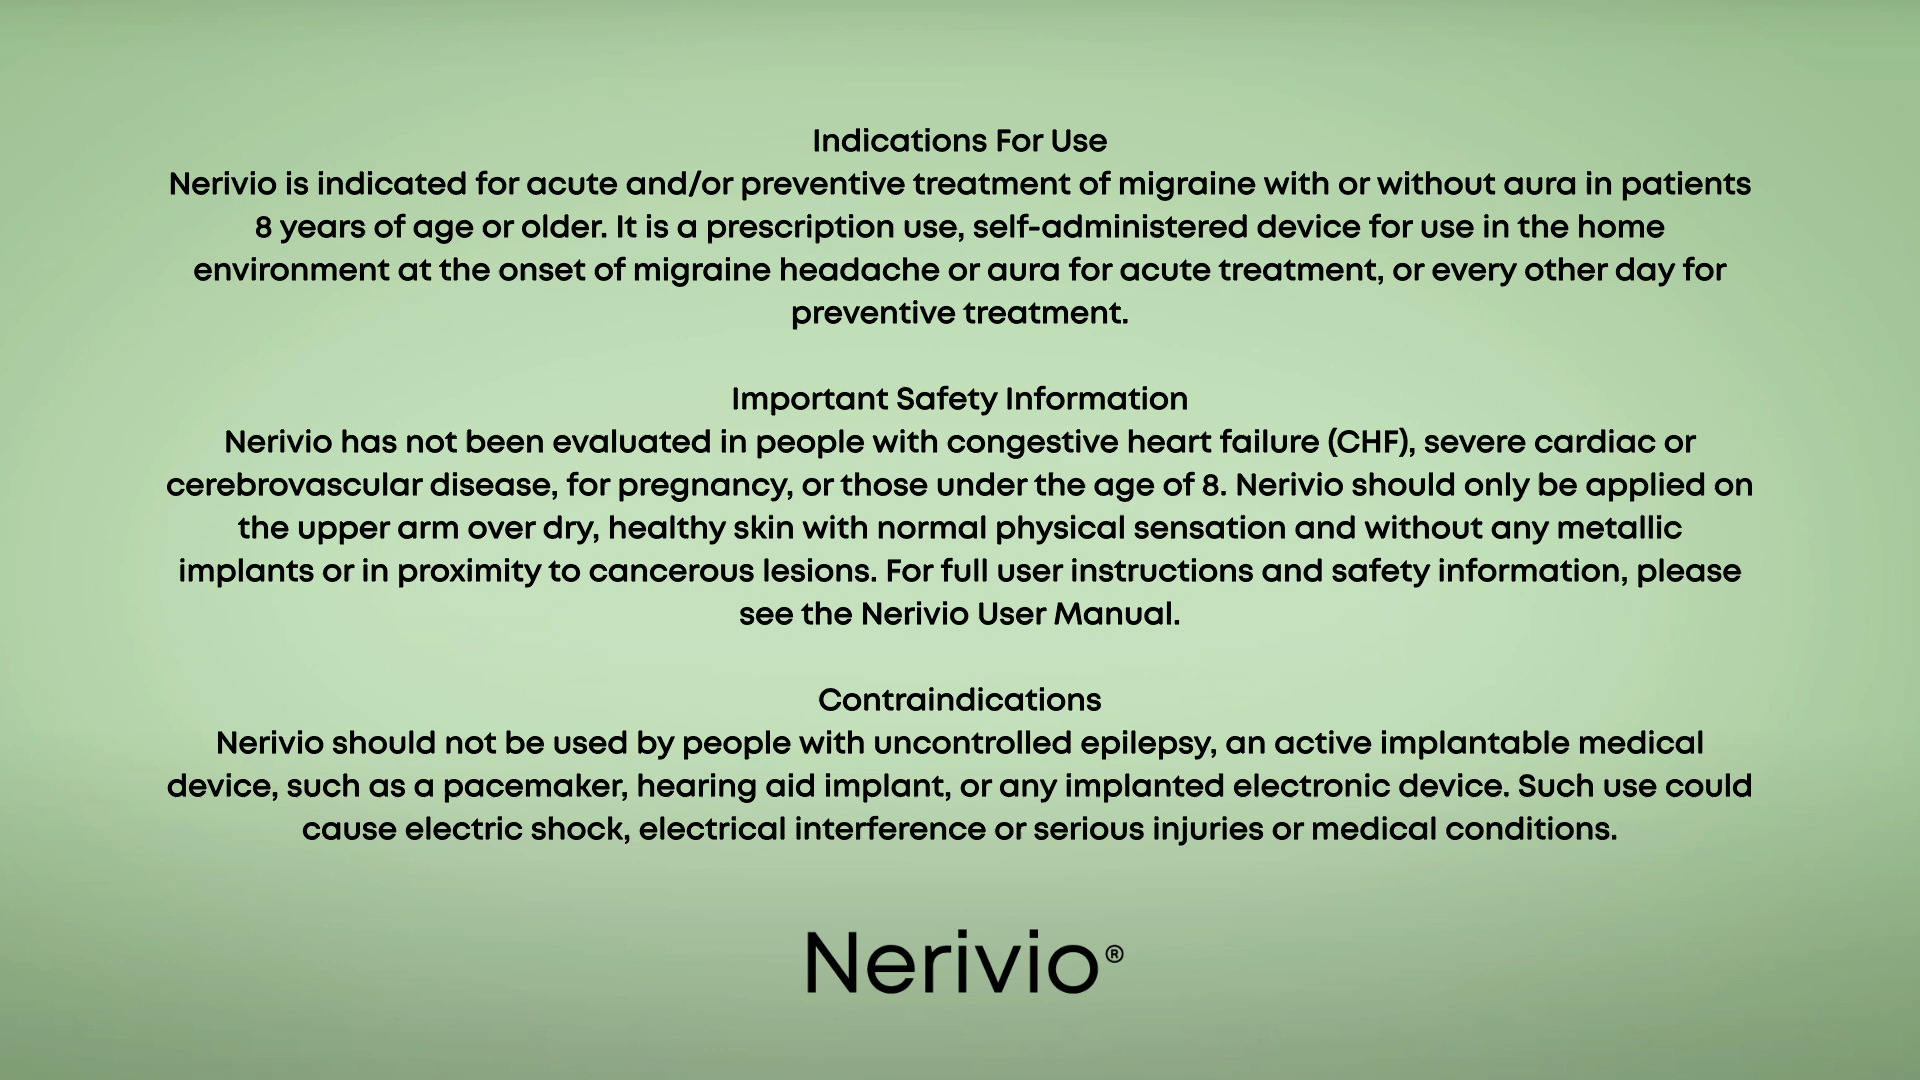 Indications For Use
Nerivio is indicated for acute and/or preventive treatment of migraine with or without aura in patients
8 years of age or older. It is a prescription use, self-administered device for use in the home
environment at the onset of migraine headache or aura for acute treatment, or every other day for
preventive treatment.
Important Safety Information
Nerivio has not been evaluated in people with congestive heart failure (CHF), severe cardiac or
cerebrovascular disease, for pregnancy, or those under the age of 8. Nerivio should only be applied on
the upper arm over dry, healthy skin with normal physical sensation and without any metallic
implants or in proximity to cancerous lesions. For full user instructions and safety information, please
see the Nerivio User Manual.
Contraindications
Nerivio should not be used by people with uncontrolled epilepsy, an active implantable medical
device, such as a pacemaker, hearing aid implant, or any implanted electronic device. Such use could
cause electric shock, electrical interference or serious injuries or medical conditions.
Nerivio®